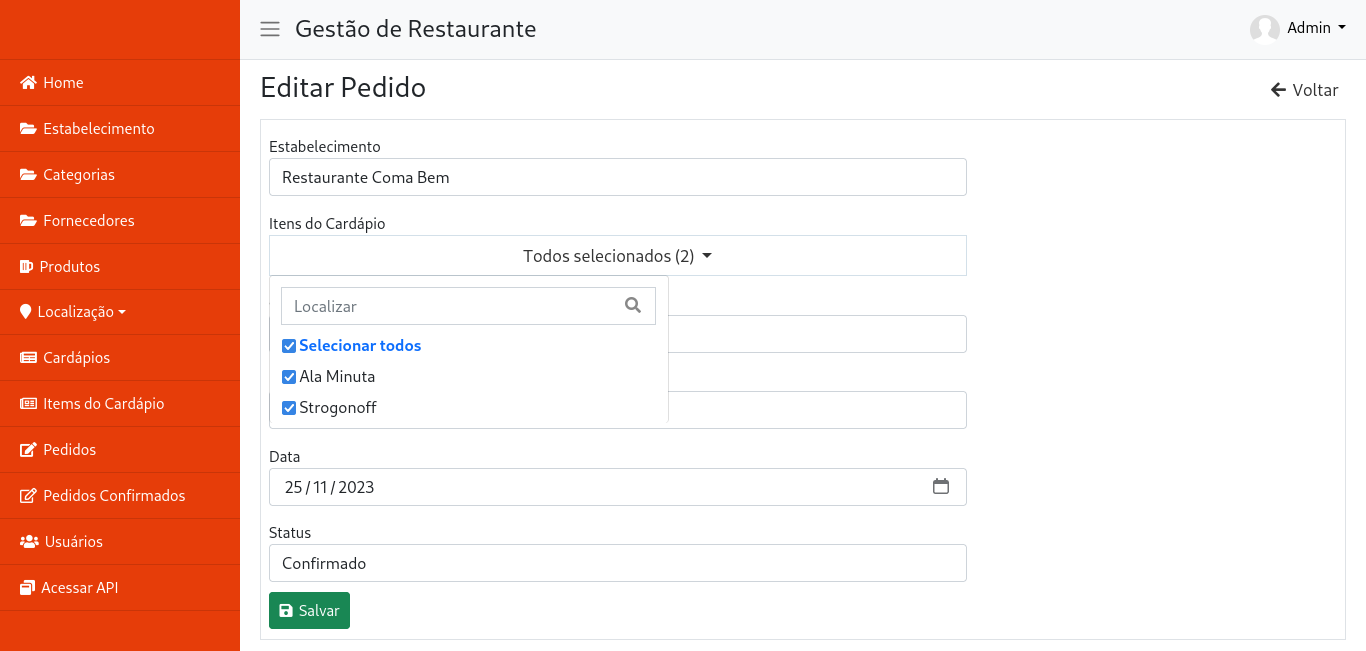 Gestão de Restaurante
Admin
Home
Estabelecimento
Categorias
Fornecedores
Produtos
Localização
Cardápios
Items do Cardápio
Pedidos
Pedidos Confirmados
Usuários
Acessar API
Editar Pedido
Voltar
Estabelecimento
Restaurante Coma Bem
Itens do Cardápio
Todos selecionados (2)
Localizar
Selecionar todos
Ala Minuta
Strogonoff
Data
25/11/2023
Status
Confirmado
Salvar